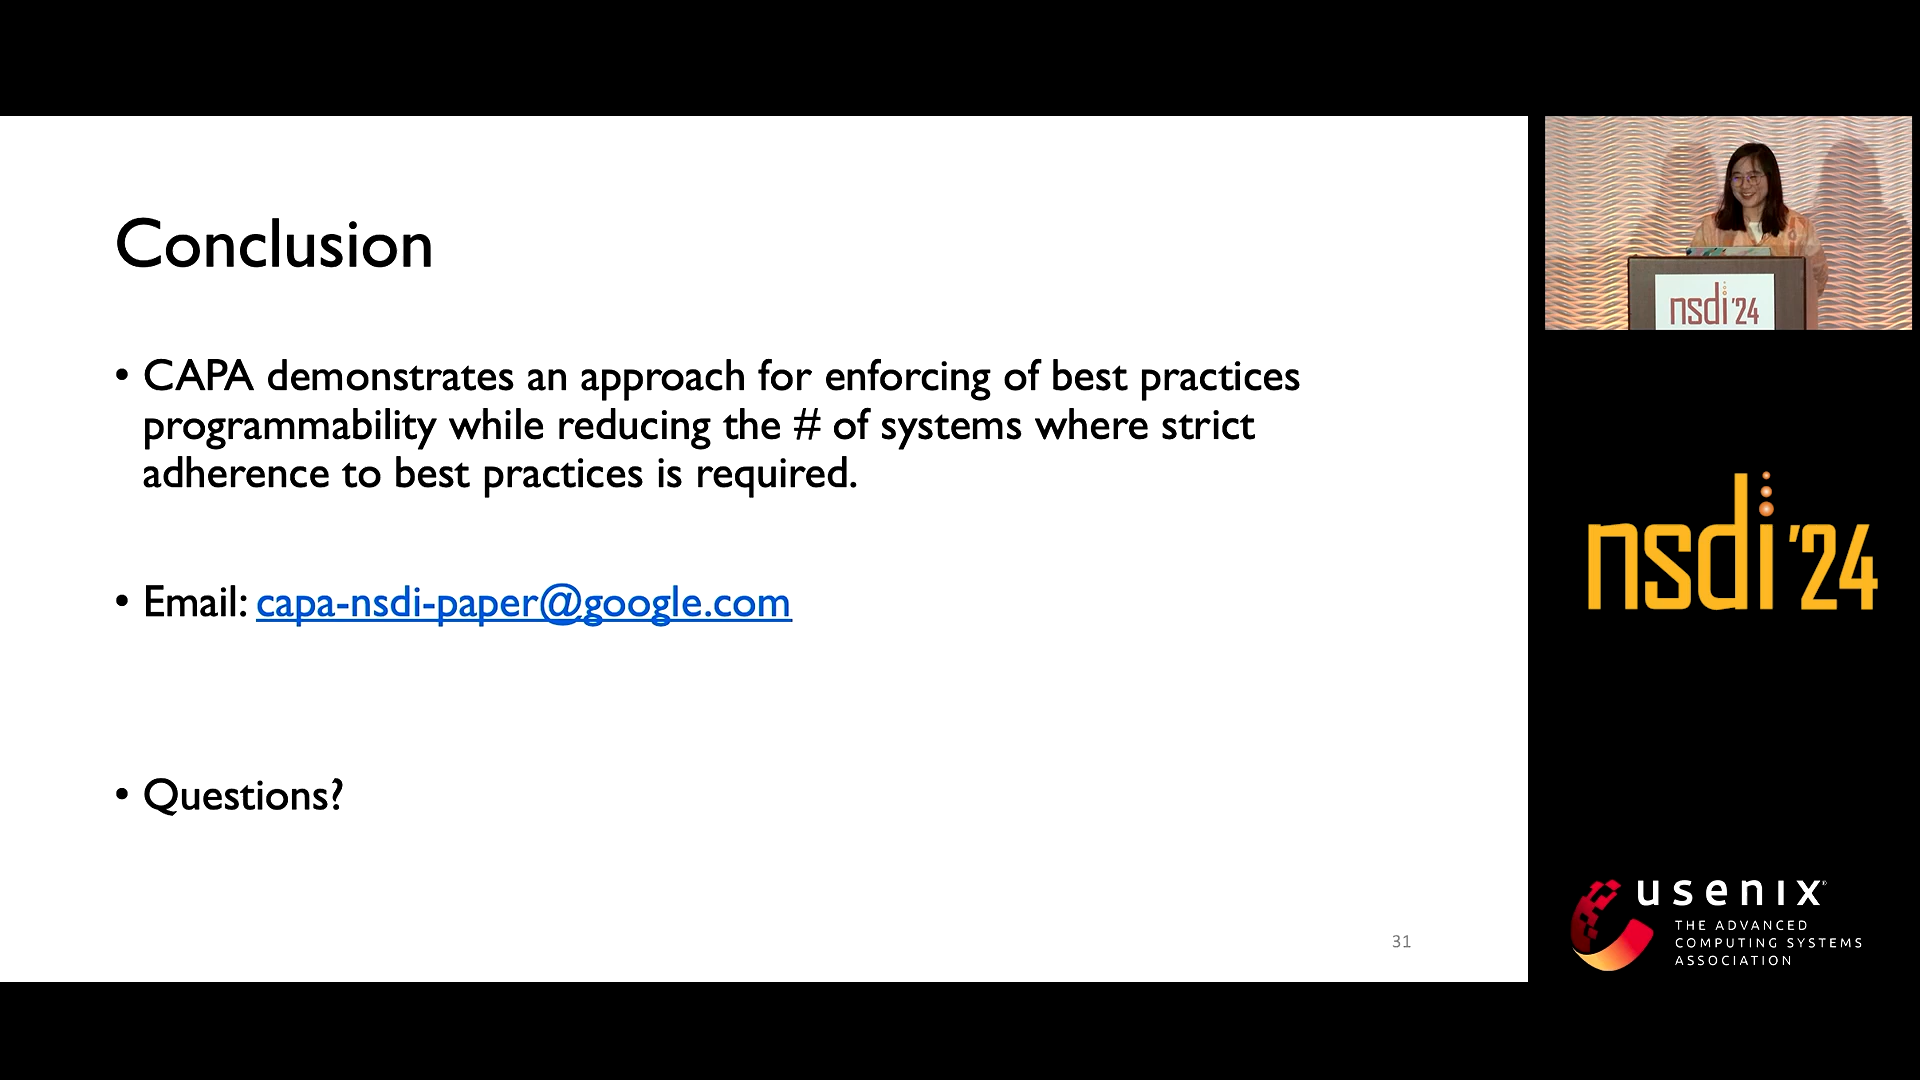 Conclusion
• CAPA demonstrates an approach for enforcing of best practices
programmability while reducing the # of systems where strict
adherence to best practices is required.
• Email: capa-nsdi-paper@google.com
• Questions?
31
nsdi '24
nsdi '24
usenix®
THE ADVANCED
COMPUTING SYSTEMS
ASSOCIATION